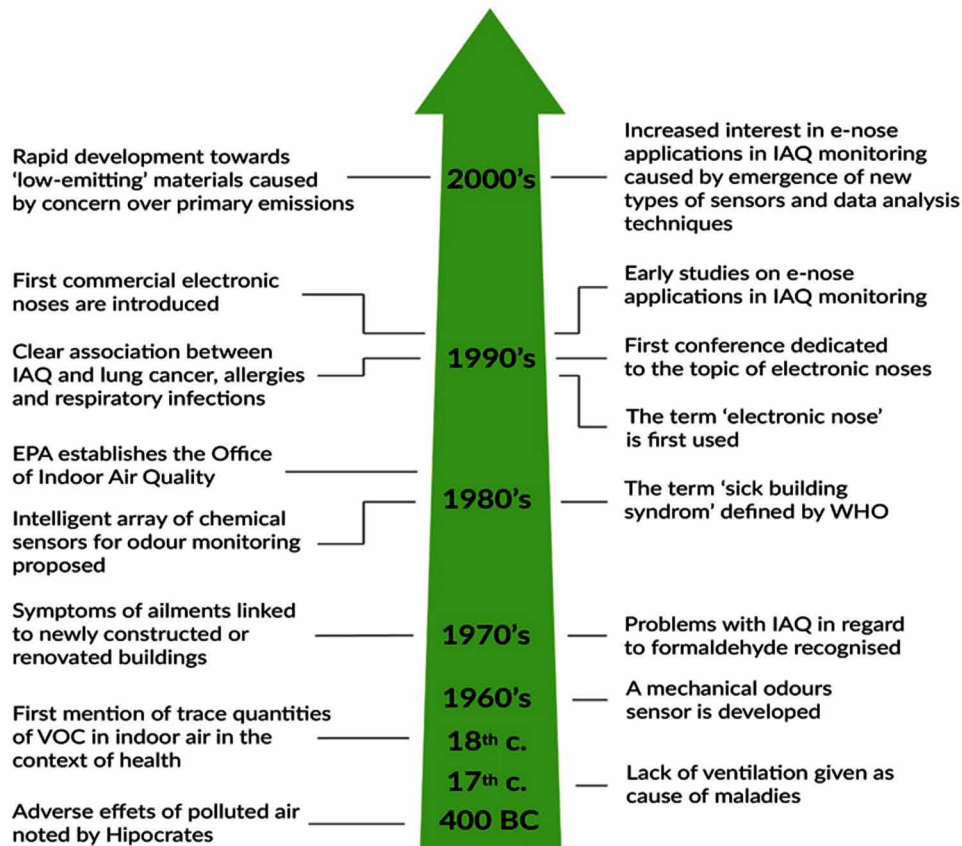 2000's
Rapid development towards
'low-emitting' materials caused
by concern over primary emissions
Increased interest in e-nose
applications in IAQ monitoring
caused by emergence of new
types of sensors and data analysis
techniques
First commercial electronic
noses are introduced
Early studies on e-nose
applications in IAQ monitoring
1990's
Clear association between
IAQ and lung cancer, allergies
and respiratory infections
First conference dedicated
to the topic of electronic noses
The term 'electronic nose'
is first used
EPA establishes the Office
of Indoor Air Quality
1980's
The term 'sick building
syndrom' defined by WHO
Intelligent array of chemical
sensors for odour monitoring
proposed
Symptoms of ailments linked
to newly constructed or
renovated buildings
1970's
Problems with IAQ in regard
to formaldehyde recognised
1960's
A mechanical odours
sensor is developed
First mention of trace quantities
of VOC in indoor air in the
context of health
18th c.
17th c.
Lack of ventilation given as
cause of maladies
Adverse effets of polluted air
noted by Hipocrates
400 BC